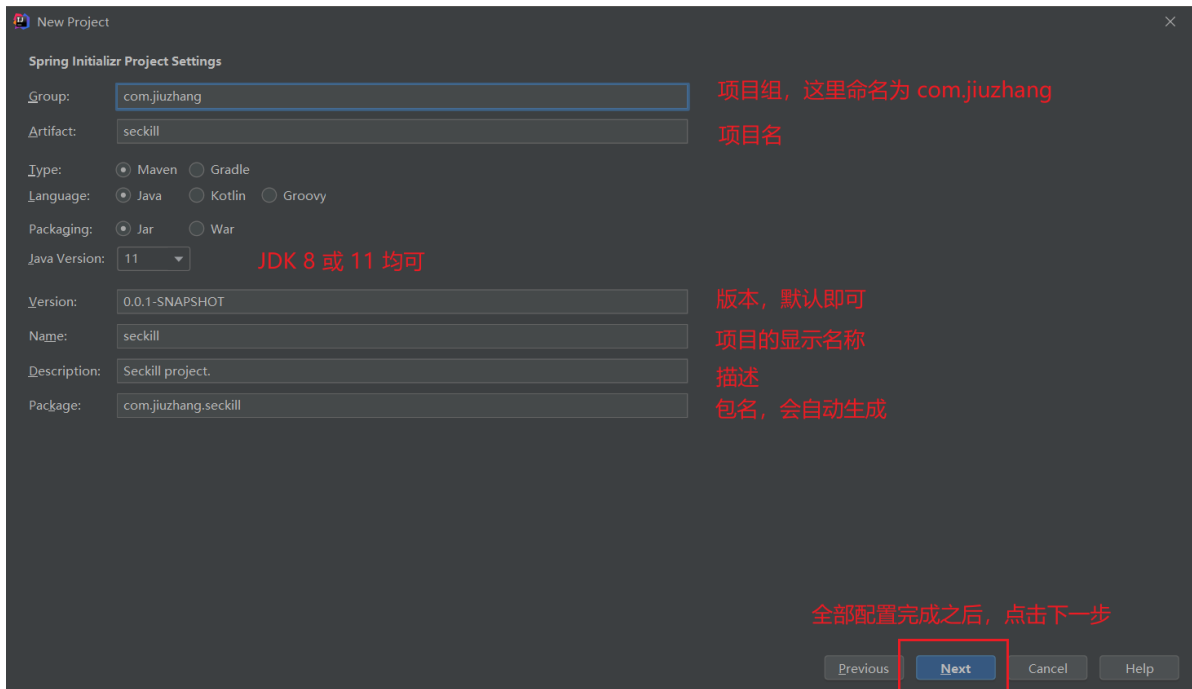 New Project
Spring Initializr Project Settings
Group: com.jiuzhang 项目组，这里命名为 com.jiuzhang
Artifact: seckill 项目名
Type: Maven Gradle
Language: Java Kotlin Groovy
Packaging: Jar War
Java Version: 11 JDK 8 或 11 均可
Version: 0.0.1-SNAPSHOT 版本，默认即可
Name: seckill 项目的显示名称
Description: Seckill project. 描述
Package: com.jiuzhang.seckill 包名，会自动生成
全部配置完成之后，点击下一步
Previous Next Cancel Help